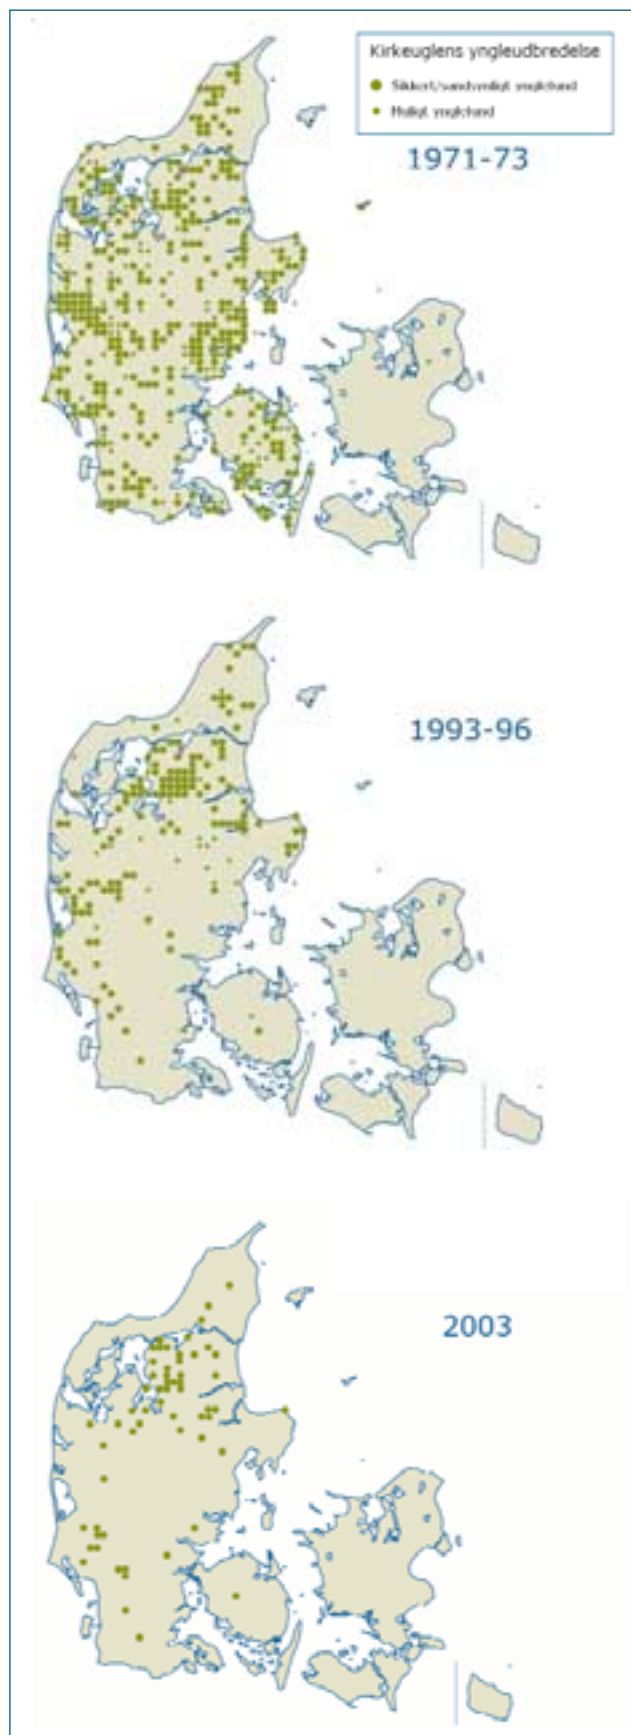 Kirkeuglens yngleudbredelse
Sikkert/sandsynligt ynglefund
Muligt ynglefund
1971-73
1993-96
2003